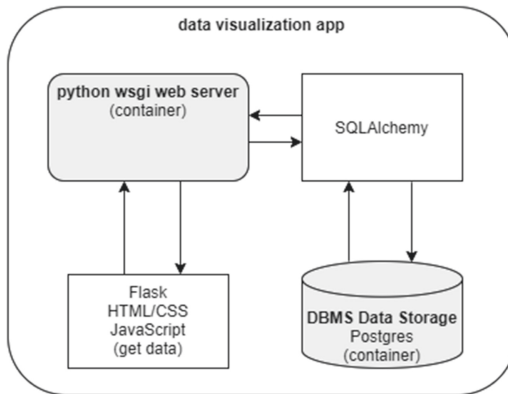 data visualization app
python wsgi web server
(container)
SQLAlchemy
Flask
HTML/CSS
JavaScript
(get data)
DBMS Data Storage
Postgres
(container)